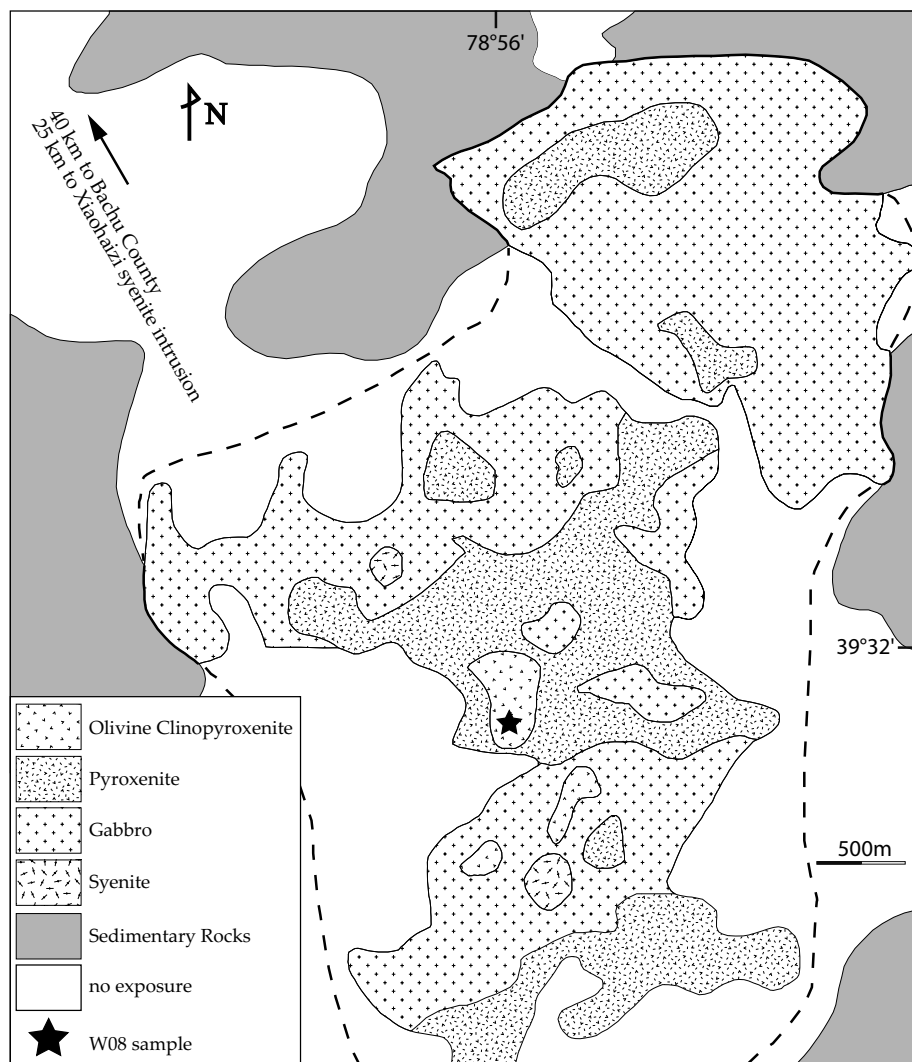 78°56'
N
40 km to Bachu County
25 km to Xiaohaizi syenite intrusion
39°32'
500m
Olivine Clinopyroxenite
Pyroxenite
Gabbro
Syenite
Sedimentary Rocks
no exposure
W08 sample